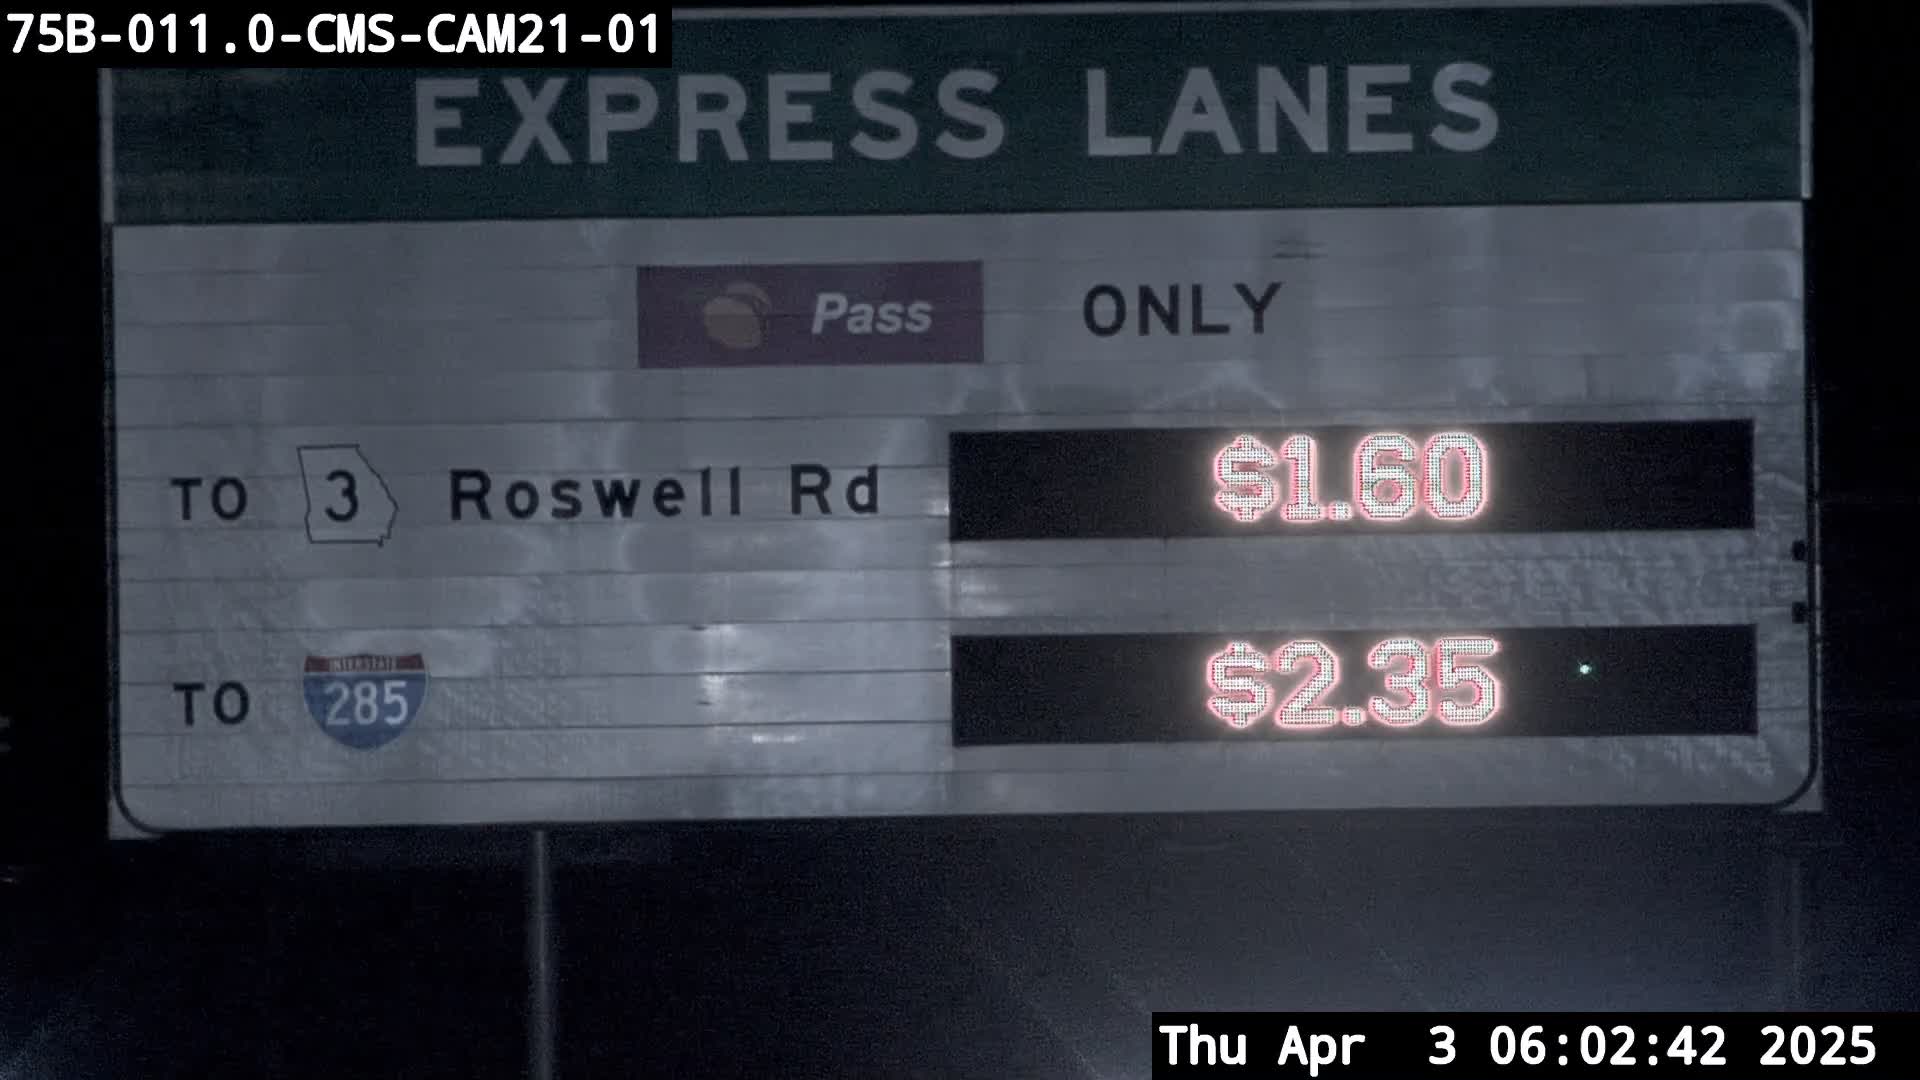 75B-011.0-CMS-CAM21-01
EXPRESS LANES
Pass ONLY
TO 3 Roswell Rd $1.60
INTERSTATE
TO 285 $2.35
Thu Apr 3 06:02:42 2025